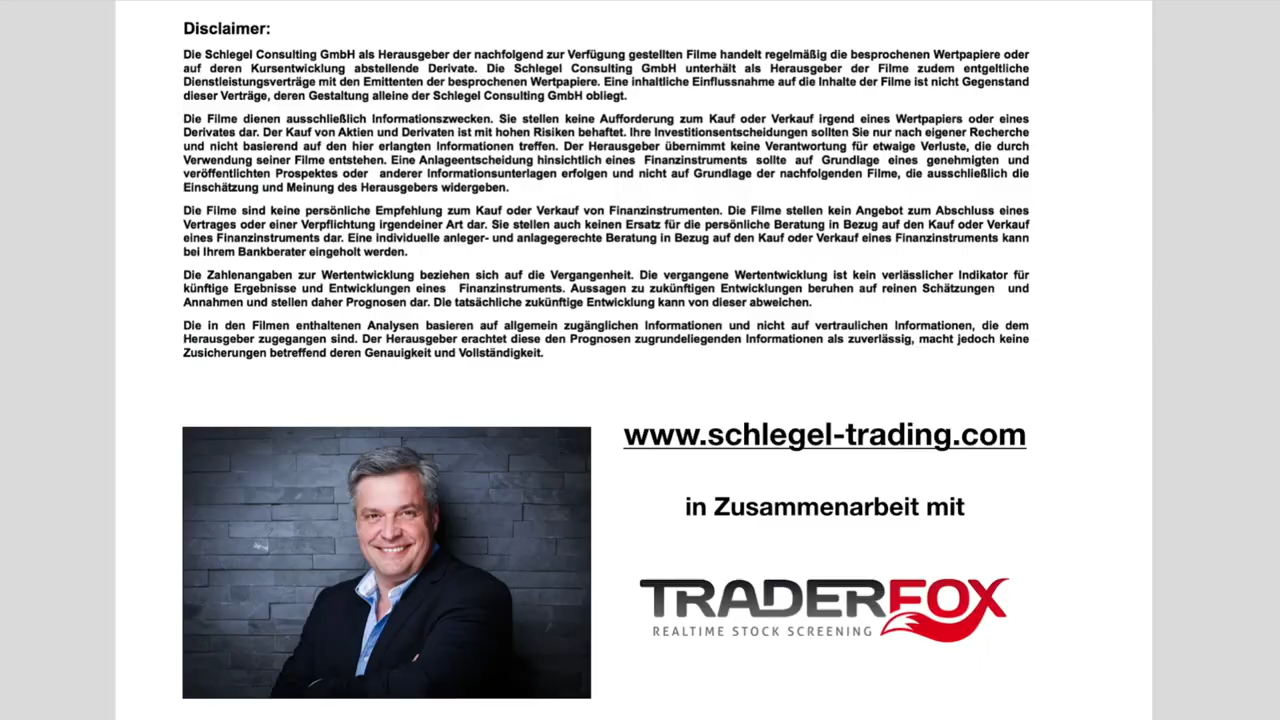 Disclaimer:
Die Schlegel Consulting GmbH als Herausgeber der nachfolgend zur Verfügung gestellten Filme handelt regelmäßig die besprochenen Wertpapiere oder
auf deren Kursentwicklung abstellende Derivate. Die Schlegel Consulting GmbH unterhält als Herausgeber der Filme zudem entgeltliche
Dienstleistungsverträge mit den Emittenten der besprochenen Wertpapiere. Eine inhaltliche Einflussnahme auf die Inhalte der Filme ist nicht Gegenstand
dieser Verträge, deren Gestaltung alleine der Schlegel Consulting GmbH obliegt.
Die Filme dienen ausschließlich Informationszwecken. Sie stellen keine Aufforderung zum Kauf oder Verkauf irgend eines Wertpapiers oder eines
Derivates dar. Der Kauf von Aktien und Derivaten ist mit hohen Risiken behaftet. Ihre Investitionsentscheidungen sollten Sie nur nach eigener Recherche
und nicht basierend auf den hier erlangten Informationen treffen. Der Herausgeber übernimmt keine Verantwortung für etwaige Verluste, die durch
Verwendung seiner Filme entstehen. Eine Anlageentscheidung hinsichtlich eines Finanzinstruments sollte auf Grundlage eines genehmigten und
veröffentlichten Prospektes oder anderer Informationsunterlagen erfolgen und nicht auf Grundlage der nachfolgenden Filme, die ausschließlich die
Einschätzung und Meinung des Herausgebers widergeben.
Die Filme sind keine persönliche Empfehlung zum Kauf oder Verkauf von Finanzinstrumenten. Die Filme stellen kein Angebot zum Abschluss eines
Vertrages oder einer Verpflichtung irgendeiner Art dar. Sie stellen auch keinen Ersatz für die persönliche Beratung in Bezug auf den Kauf oder Verkauf
eines Finanzinstruments dar. Eine individuelle anleger- und anlagegerechte Beratung in Bezug auf den Kauf oder Verkauf eines Finanzinstruments kann
bei Ihrem Bankberater eingeholt werden.
Die Zahlenangaben zur Wertentwicklung beziehen sich auf die Vergangenheit. Die vergangene Wertentwicklung ist kein verlässlicher Indikator für
künftige Ergebnisse und Entwicklungen eines Finanzinstruments. Aussagen zu zukünftigen Entwicklungen beruhen auf reinen Schätzungen und
Annahmen und stellen daher Prognosen dar. Die tatsächliche zukünftige Entwicklung kann von dieser abweichen.
Die in den Filmen enthaltenen Analysen basieren auf allgemein zugänglichen Informationen und nicht auf vertraulichen Informationen, die dem
Herausgeber zugegangen sind. Der Herausgeber erachtet diese den Prognosen zugrundeliegenden Informationen als zuverlässig, macht jedoch keine
Zusicherungen betreffend deren Genauigkeit und Vollständigkeit.
www.schlegel-trading.com
in Zusammenarbeit mit
TRADERFOX
REALTIME STOCK SCREENING